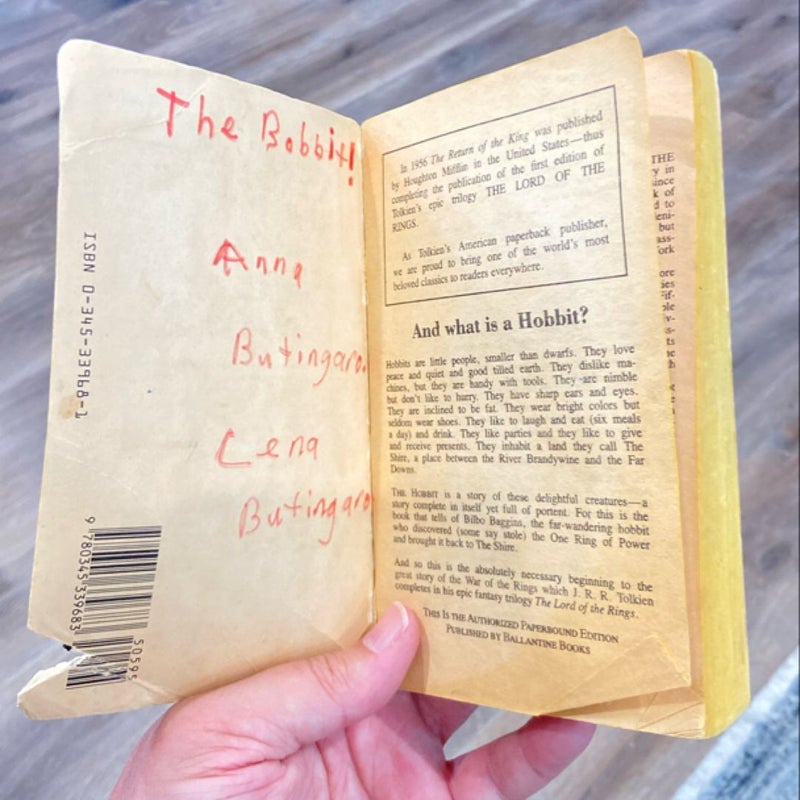 The Bobbit!
Anna
Butingaro
Lena
Butingaro
ISBN 0-345-33968-1
9 780345 339683
50595
In 1956 The Return of the King was published
by Houghton Mifflin in the United States—thus
completing the publication of the first edition of
Tolkien's epic trilogy THE LORD OF THE
RINGS.
As Tolkien's American paperback publisher,
we are proud to bring one of the world's most
beloved classics to readers everywhere.
And what is a Hobbit?
Hobbits are little people, smaller than dwarfs. They love
peace and quiet and good tilled earth. They dislike ma-
chines, but they are handy with tools. They are nimble
but don't like to hurry. They have sharp ears and eyes.
They are inclined to be fat. They wear bright colors but
seldom wear shoes. They like to laugh and eat (six meals
a day) and drink. They like parties and they like to give
and receive presents. They inhabit a land they call The
Shire, a place between the River Brandywine and the Far
Downs.
THE HOBBIT is a story of these delightful creatures—a
story complete in itself yet full of portent. For this is the
book that tells of Bilbo Baggins, the far-wandering hobbit
who discovered (some say stole) the One Ring of Power
and brought it back to The Shire.
And so this is the absolutely necessary beginning to the
great story of the War of the Rings which J. R. R. Tolkien
completes in his epic fantasy trilogy The Lord of the Rings.
THIS IS THE AUTHORIZED PAPERBOUND EDITION
PUBLISHED BY BALLANTINE BOOKS
THE